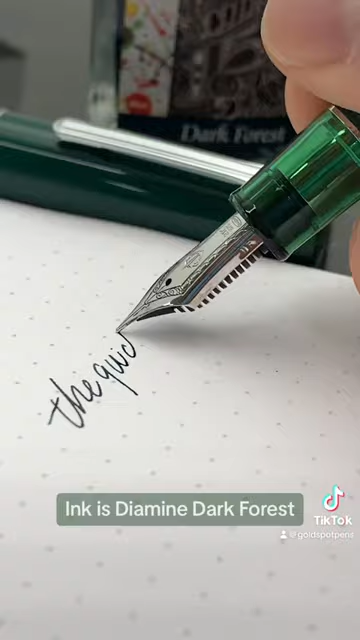 Dark Forest
the quic
Ink is Diamine Dark Forest
TikTok
@goldspotpens